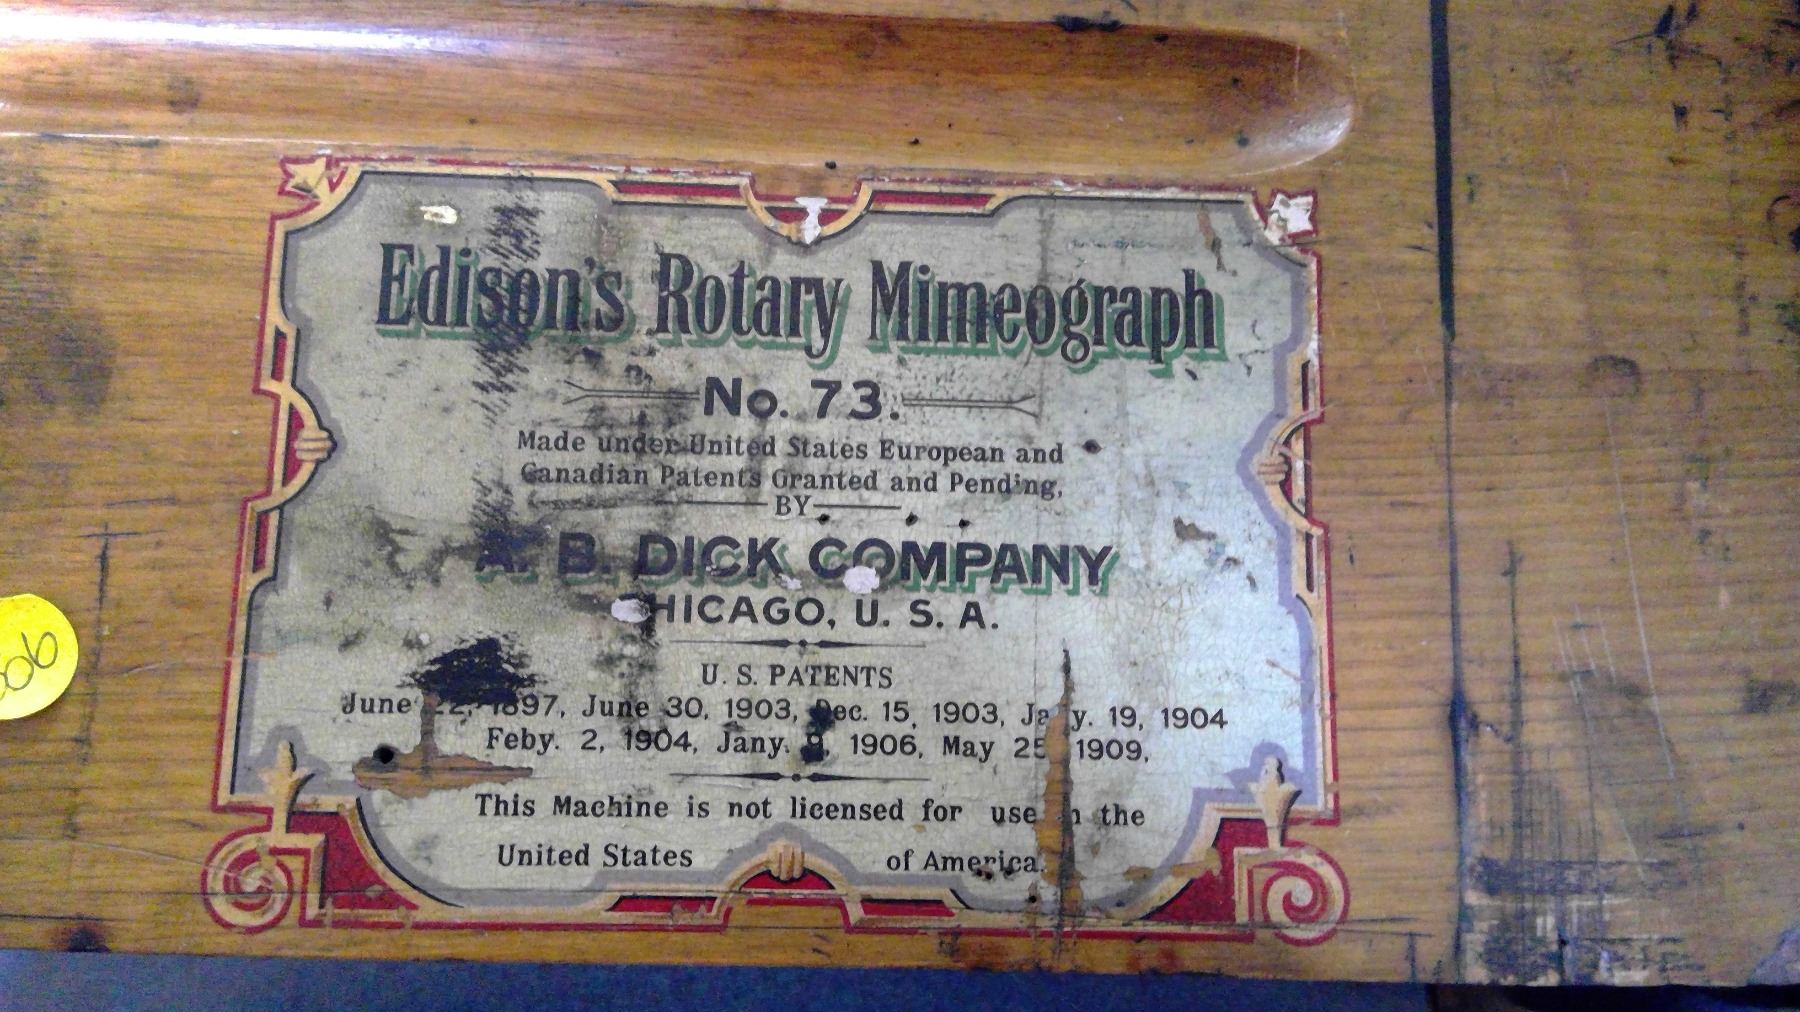 Edison's Rotary Mimeograph
No. 73.
Made under United States European and
Canadian Patents Granted and Pending,
BY
A. B. DICK COMPANY
CHICAGO, U. S. A.
U. S. PATENTS
June 22, 1897, June 30, 1903, Dec. 15, 1903, Jany. 19, 1904
Feby. 2, 1904, Jany. 9, 1906, May 25 1909.
This Machine is not licensed for use in the
United States of America.